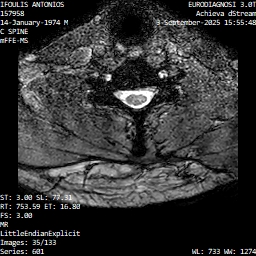 IFOULIS ANTONIOS
157958
14-January-1974 M
C SPINE
mFFE-MS
EURODIAGNOSI 3.0T
Achieva dStream
3-September-2025 15:55:48
ST: 3.00 SL: 77.31
RT: 753.59 ET: 16.80
FS: 3.00
MR
LittleEndianExplicit
Images: 35/133
Series: 601
WL: 733 WW: 1274